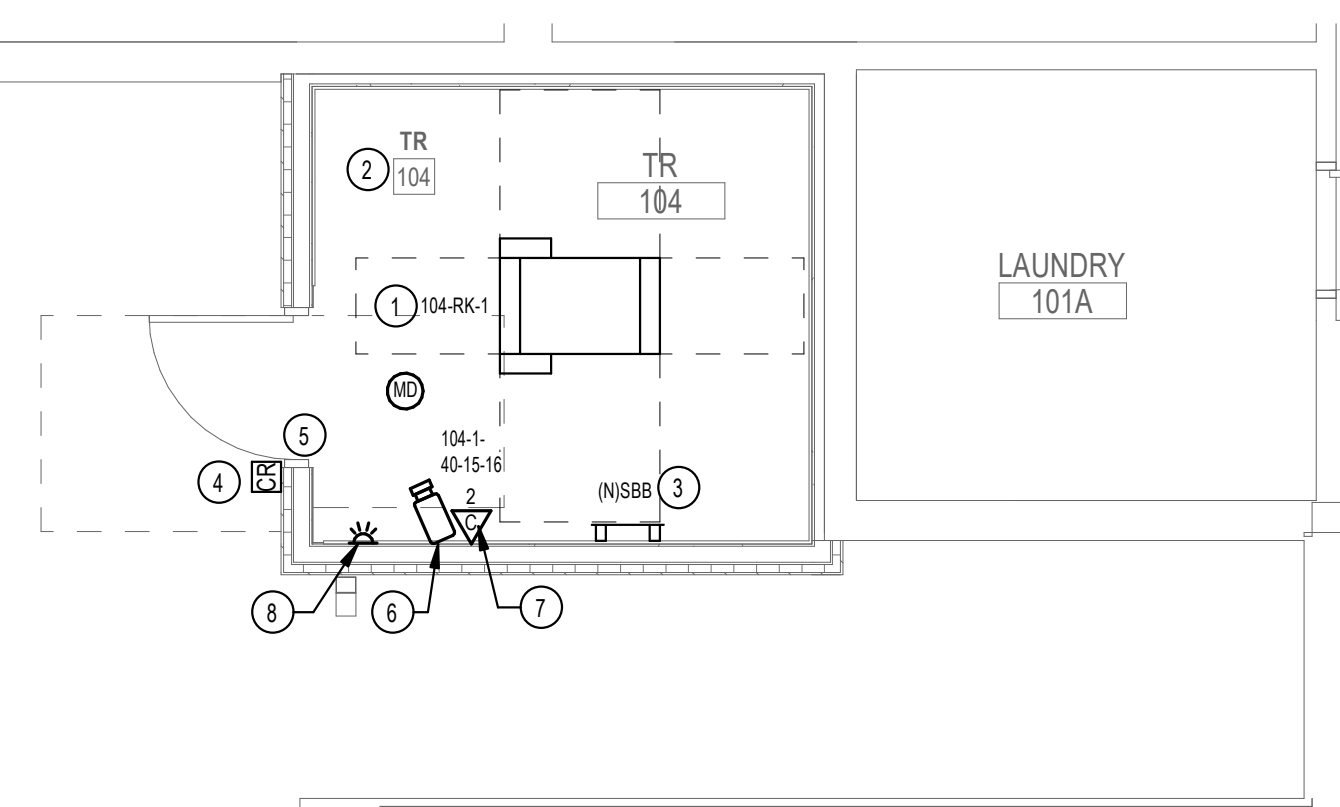 TR
104
2
TR
104
LAUNDRY
101A
1
104-RK-1
MD
5
104-1-
40-15-16
4
CR
2
C
(N)SBB
3
8
6
7